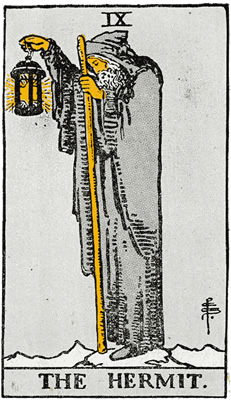 IX
THE HERMIT.